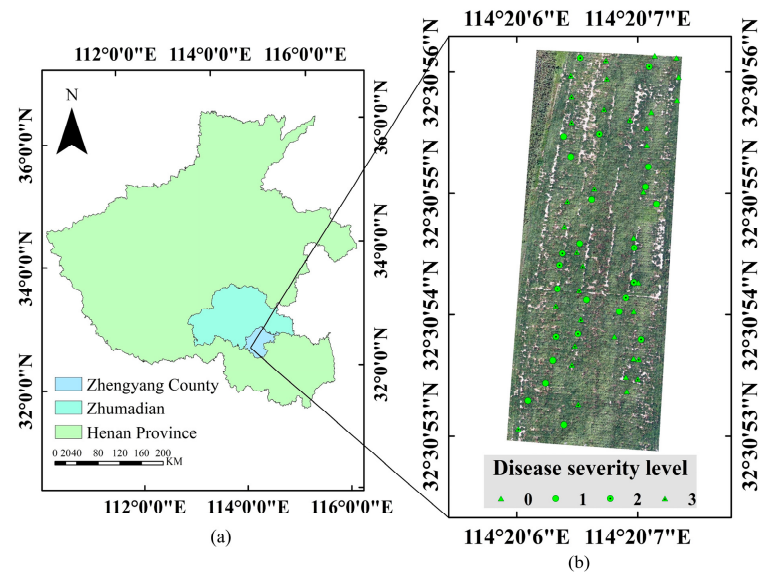 (a)
112°0'0"E 114°0'0"E 116°0'0"E
N
36°0'0"N
34°0'0"N
32°0'0"N
36°0'0"N
34°0'0"N
32°0'0"N
Zhengyang County
Zhumadian
Henan Province
0 20 40 80 120 160 200
KM
112°0'0"E 114°0'0"E 116°0'0"E
(a)
(b)
114°20'6"E 114°20'7"E
32°30'56"N
32°30'55"N
32°30'54"N
32°30'53"N
32°30'56"N
32°30'55"N
32°30'54"N
32°30'53"N
Disease severity level
0 1 2 3
114°20'6"E 114°20'7"E
(b)